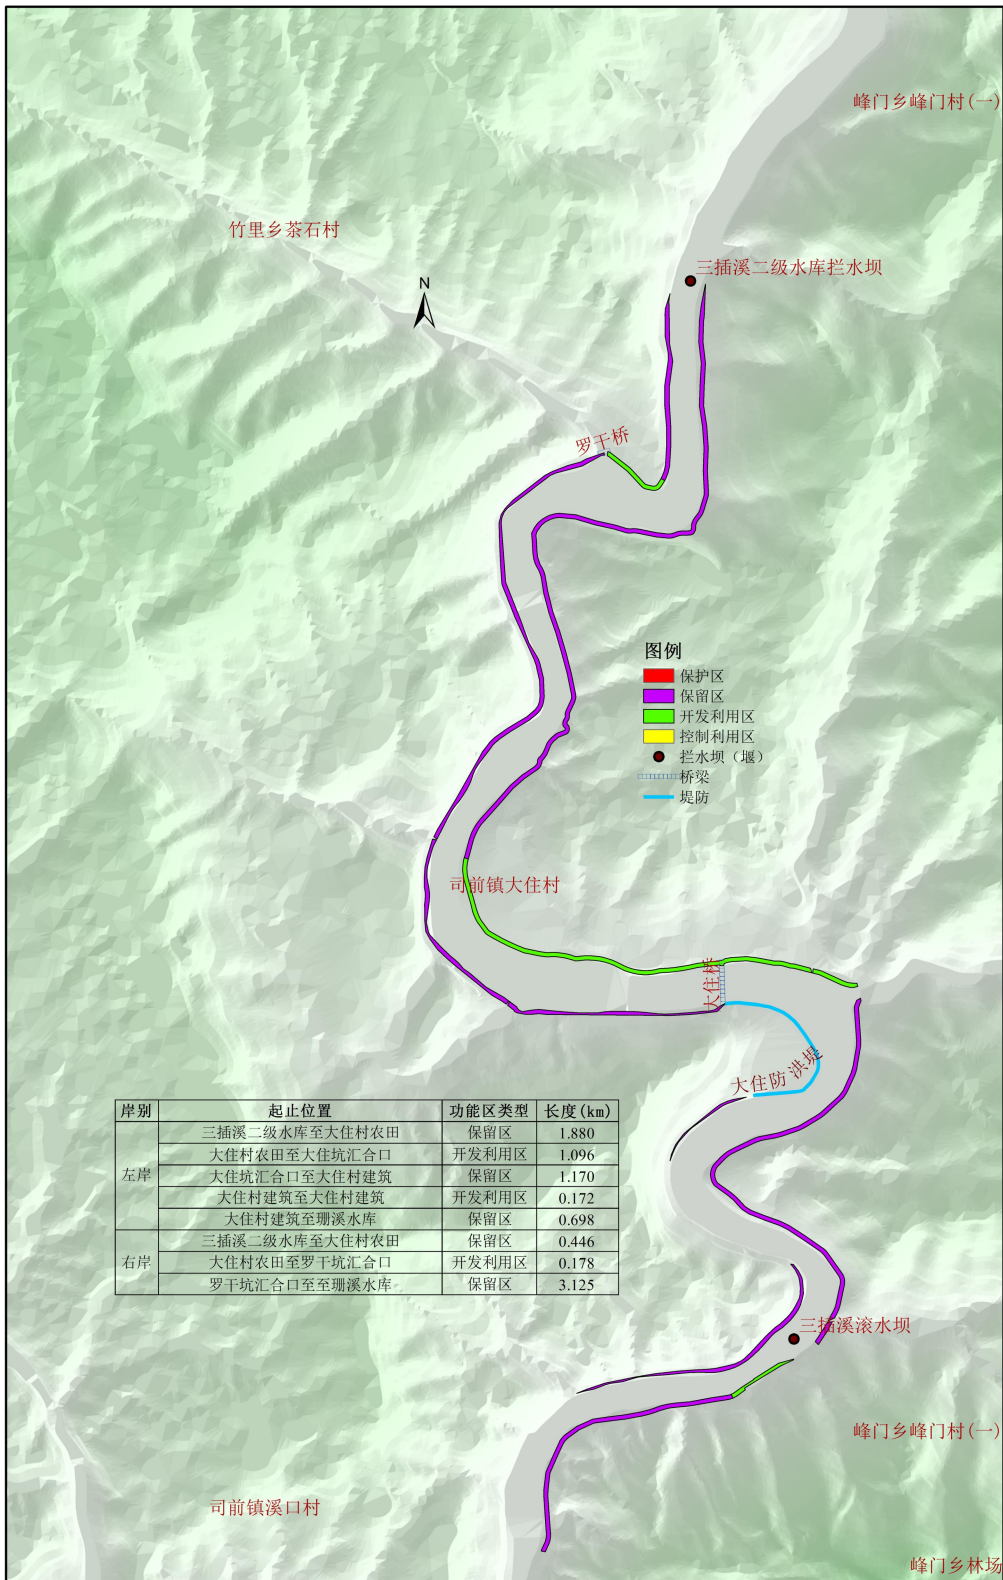 峰门乡峰门村(一)
竹里乡茶石村
三插溪二级水库拦水坝
N
罗干桥
图例
保护区
保留区
开发利用区
控制利用区
拦水坝（堰）
桥梁
堤防
司前镇大住村
大住桥
大住防洪堤
岸别 起止位置 功能区类型 长度(km)
左岸
三插溪二级水库至大住村农田 保留区 1.880
大住村农田至大住坑汇合口 开发利用区 1.096
大住坑汇合口至大住村建筑 保留区 1.170
大住村建筑至大住村建筑 开发利用区 0.172
大住村建筑至珊溪水库 保留区 0.698
右岸
三插溪二级水库至大住村农田 保留区 0.446
大住村农田至罗干坑汇合口 开发利用区 0.178
罗干坑汇合口至至珊溪水库 保留区 3.125
三插溪滚水坝
峰门乡峰门村(一)
司前镇溪口村
峰门乡林场